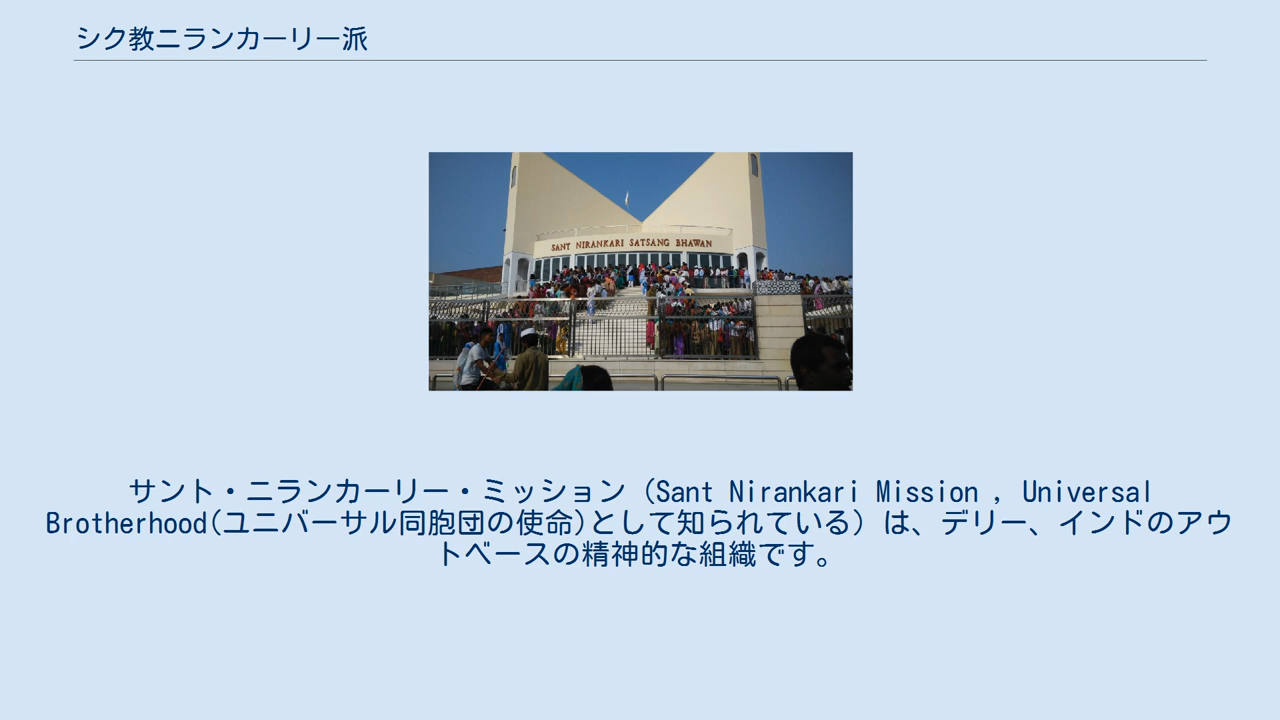 シク教ニランカーリー派
SANT NIRANKARI SATSANG BHAWAN
サント・ニランカーリー・ミッション (Sant Nirankari Mission , Universal
Brotherhood(ユニバーサル同胞団の使命)として知られている) は、デリー、インドのアウ
トベースの精神的な組織です。